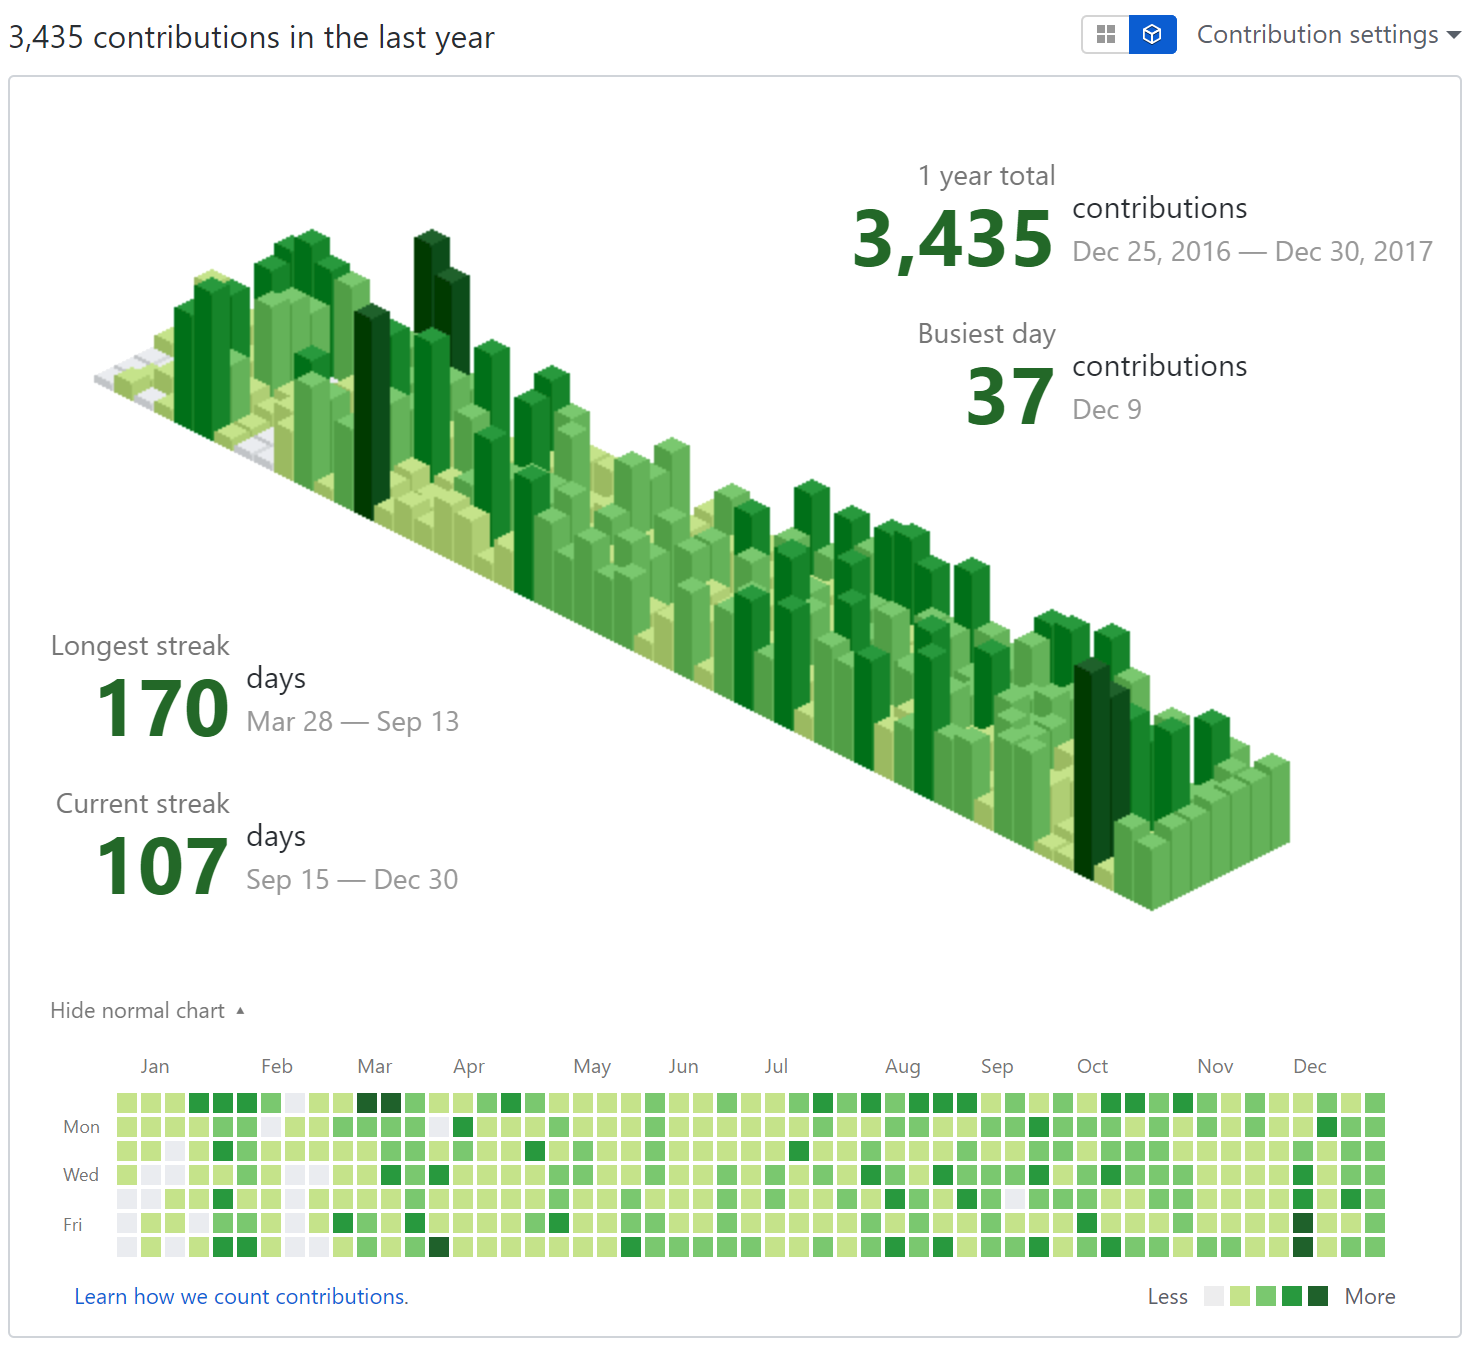 3,435 contributions in the last year
Contribution settings
1 year total
3,435 contributions
Dec 25, 2016 — Dec 30, 2017
Busiest day
37 contributions
Dec 9
Longest streak
170 days
Mar 28 — Sep 13
Current streak
107 days
Sep 15 — Dec 30
Hide normal chart
Jan Feb Mar Apr May Jun Jul Aug Sep Oct Nov Dec
Mon
Wed
Fri
Learn how we count contributions.
Less More